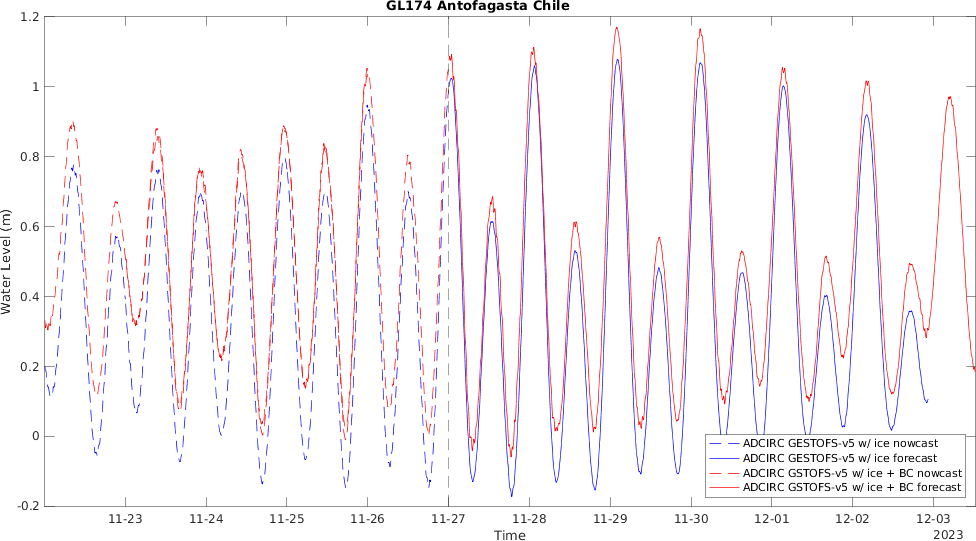 GL174 Antofagasta Chile
1.2
1
0.8
0.6
0.4
0.2
0
-0.2
Water Level (m)
11-23 11-24 11-25 11-26 11-27 11-28 11-29 11-30 12-01 12-02 12-03
Time
2023
ADCIRC GESTOFS-v5 w/ ice nowcast
ADCIRC GESTOFS-v5 w/ ice forecast
ADCIRC GSTOFS-v5 w/ ice + BC nowcast
ADCIRC GSTOFS-v5 w/ ice + BC forecast